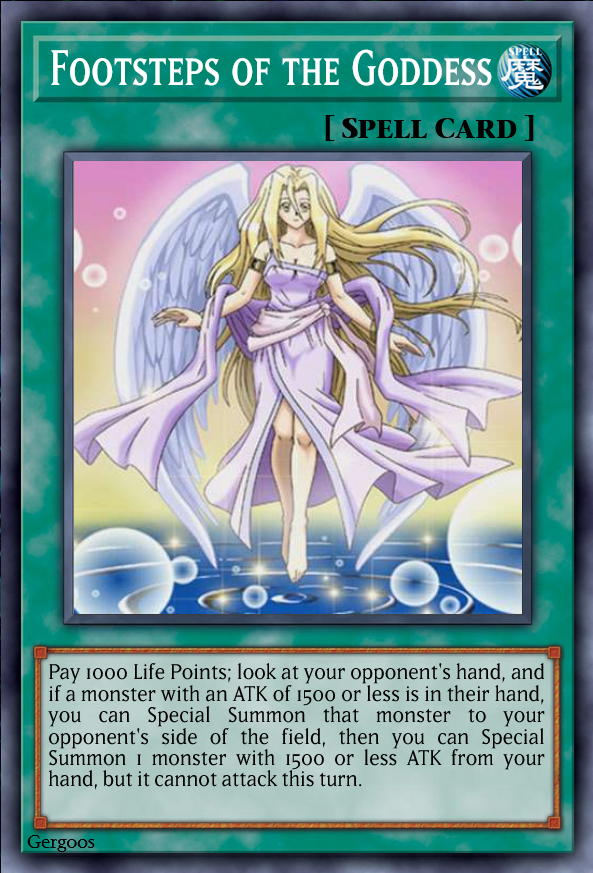 Footsteps of the Goddess
SPELL
魔
[ Spell Card ]
Pay 1000 Life Points; look at your opponent's hand, and
if a monster with an ATK of 1500 or less is in their hand,
you can Special Summon that monster to your
opponent's side of the field, then you can Special
Summon 1 monster with 1500 or less ATK from your
hand, but it cannot attack this turn.
Gergoos